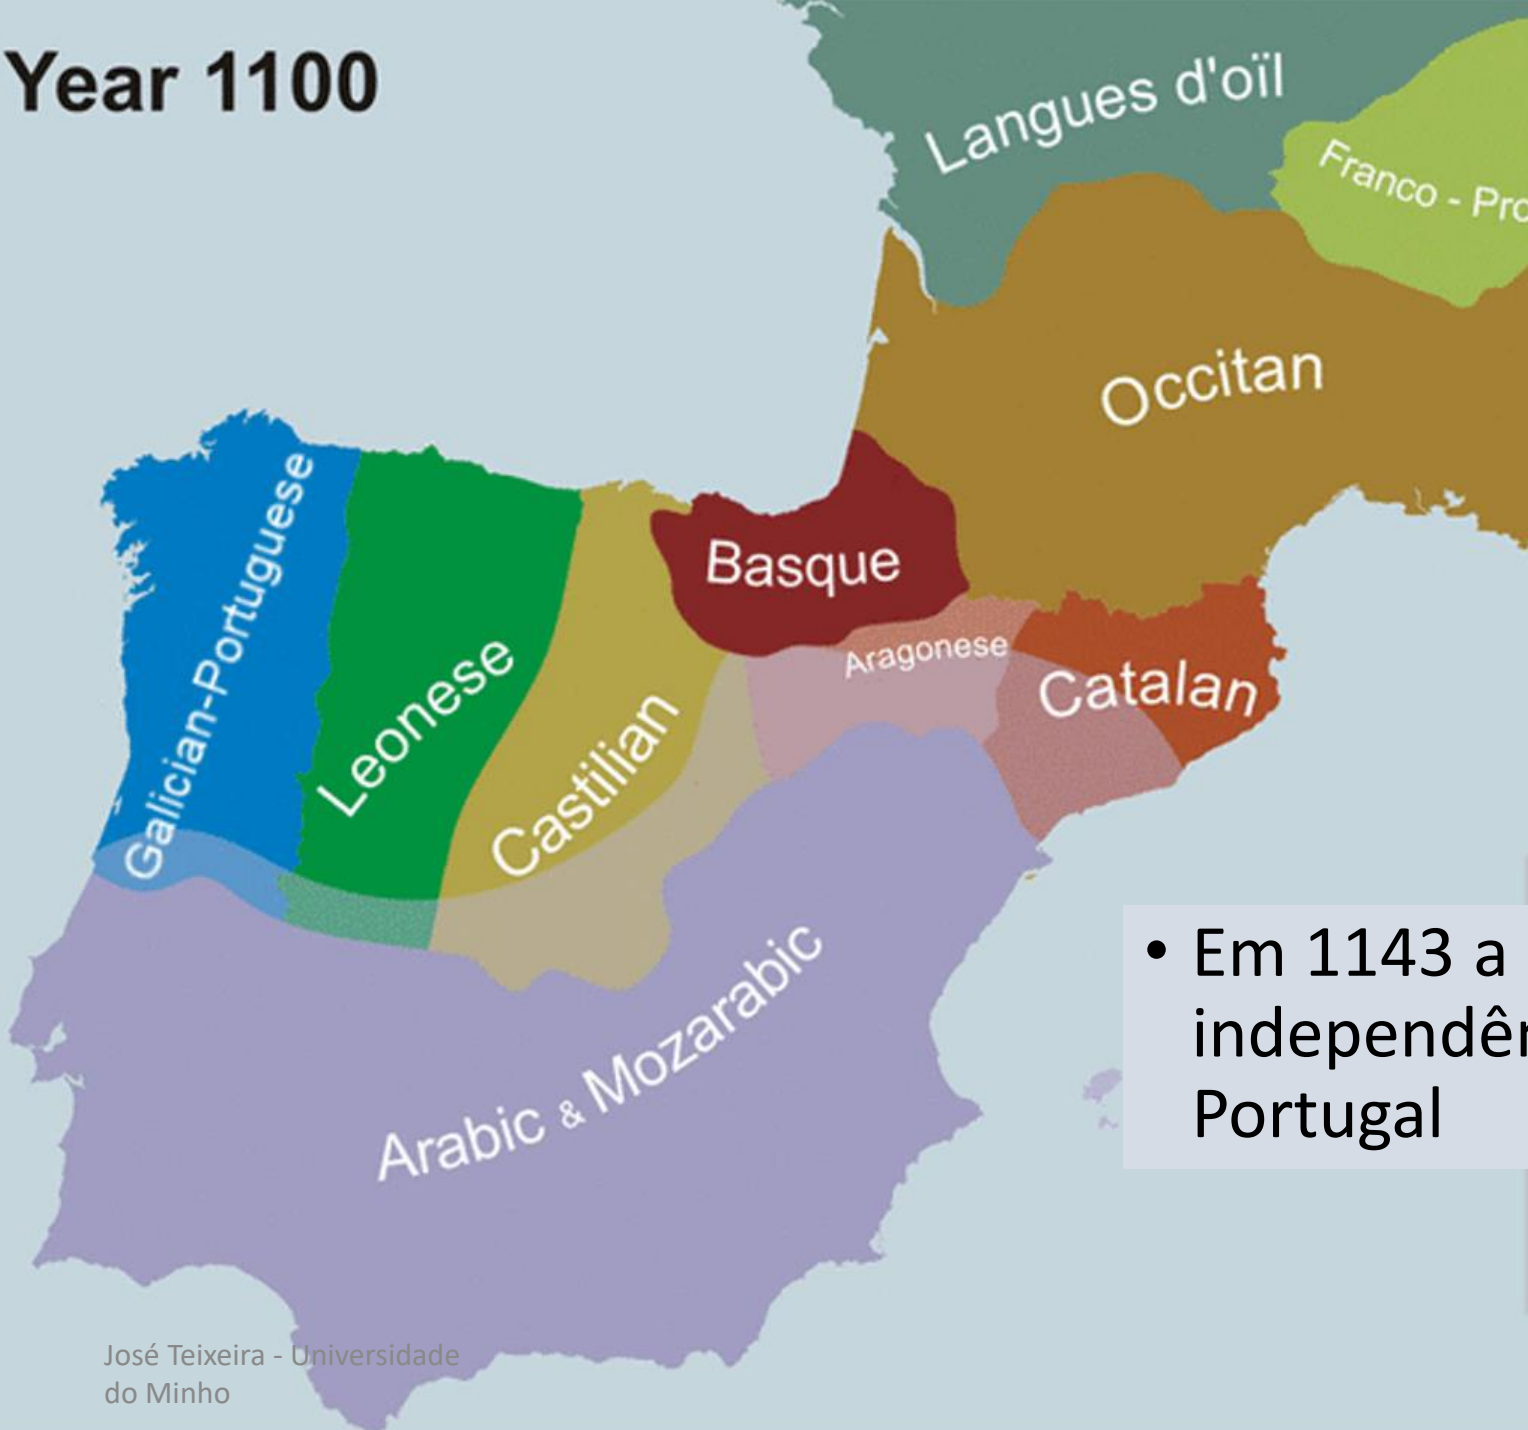 Year 1100
Langues d'oïl
Franco - Pro
Occitan
Galician-Portuguese
Leonese
Castilian
Basque
Aragonese
Catalan
Arabic & Mozarabic
• Em 1143 a
independên
Portugal
José Teixeira - Universidade
do Minho